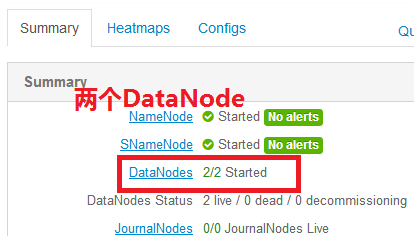 Summary Heatmaps Configs Qu
Summary
两个DataNode
NameNode Started No alerts
SNameNode Started No alerts
DataNodes 2/2 Started
DataNodes Status 2 live / 0 dead / 0 decommissioning
JournalNodes 0/0 JournalNodes Live